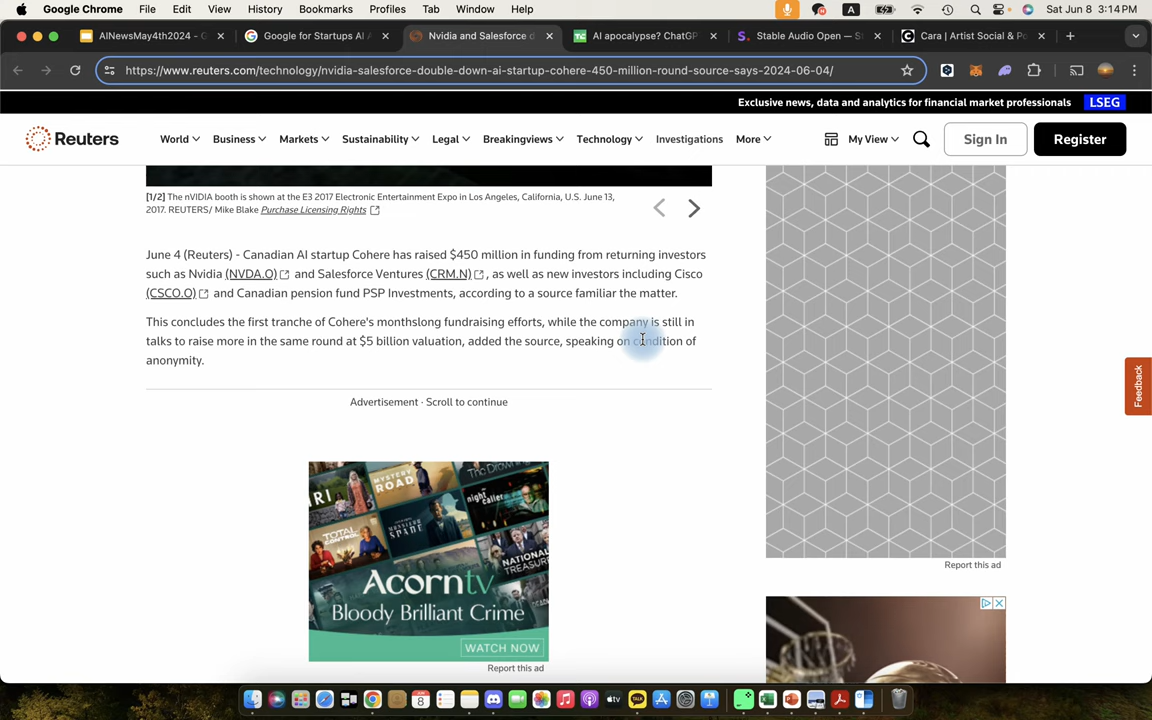 Google Chrome File Edit View History Bookmarks Profiles Tab Window Help A Sat Jun 8 3:14 PM
AINewsMay4th2024 - G Google for Startups AI A Nvidia and Salesforce d AI apocalypse? ChatGP Stable Audio Open — S Cara | Artist Social & Po
https://www.reuters.com/technology/nvidia-salesforce-double-down-ai-startup-cohere-450-million-round-source-says-2024-06-04/
Exclusive news, data and analytics for financial market professionals LSEG
Reuters World Business Markets Sustainability Legal Breakingviews Technology Investigations More My View Sign In Register
[1/2] The nVIDIA booth is shown at the E3 2017 Electronic Entertainment Expo in Los Angeles, California, U.S. June 13,
2017. REUTERS/ Mike Blake Purchase Licensing Rights
June 4 (Reuters) - Canadian AI startup Cohere has raised $450 million in funding from returning investors
such as Nvidia (NVDA.O) and Salesforce Ventures (CRM.N) , as well as new investors including Cisco
(CSCO.O) and Canadian pension fund PSP Investments, according to a source familiar the matter.
This concludes the first tranche of Cohere's monthslong fundraising efforts, while the company is still in
talks to raise more in the same round at $5 billion valuation, added the source, speaking on condition of
anonymity.
Feedback
Advertisement · Scroll to continue
MYSTERY
ROAD
The Drowning
IRI
night
caller
TOTAL
CONTROL
MONSIEUR
SPADE
NATIONAL
TREASURE
Acorntv
Bloody Brilliant Crime
WATCH NOW
Report this ad
Report this ad